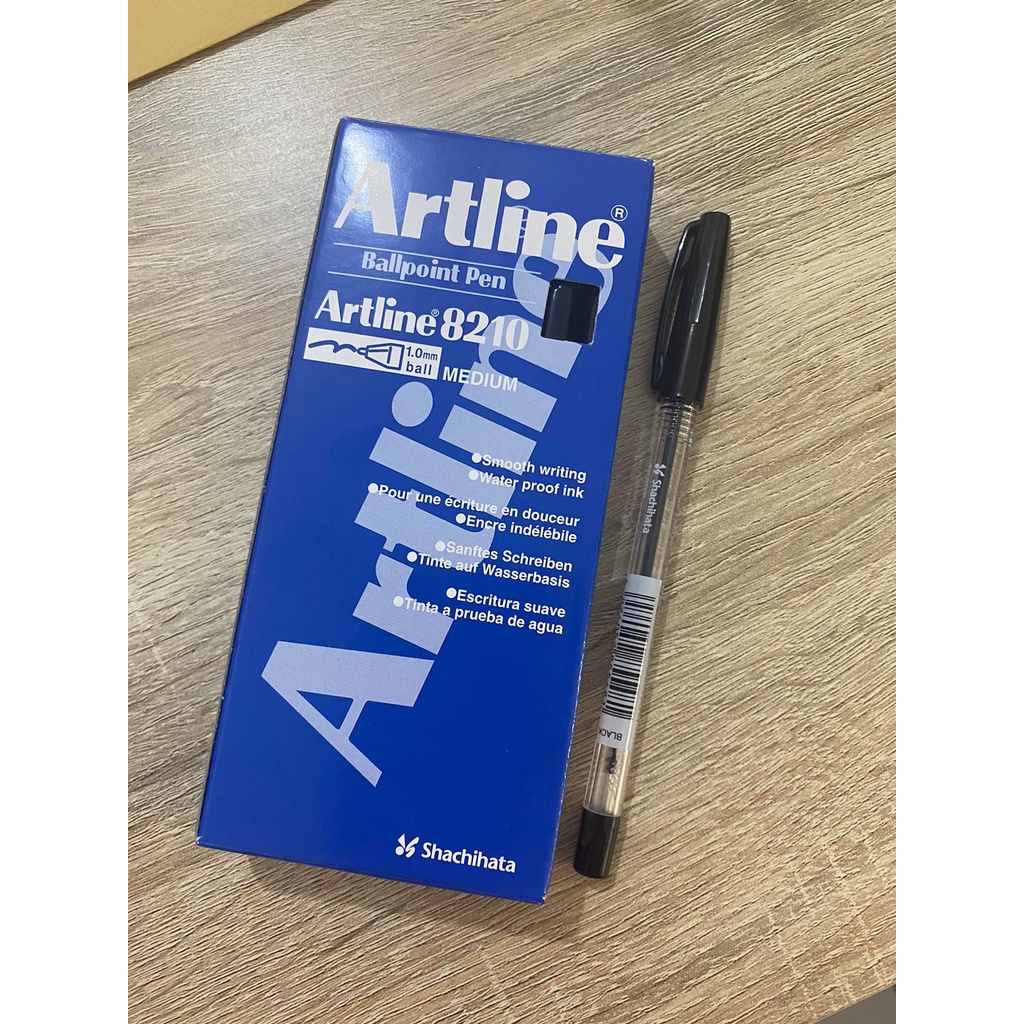 Artline®
Ballpoint Pen
Artline® 8210
1.0mm
ball
MEDIUM
●Smooth writing
●Water proof ink
●Pour une écriture en douceur
●Encre indélébile
●Sanftes Schreiben
●Tinte auf Wasserbasis
●Escritura suave
●Tinta a prueba de agua
Artline
Shachihata
Shachihata
BLACK